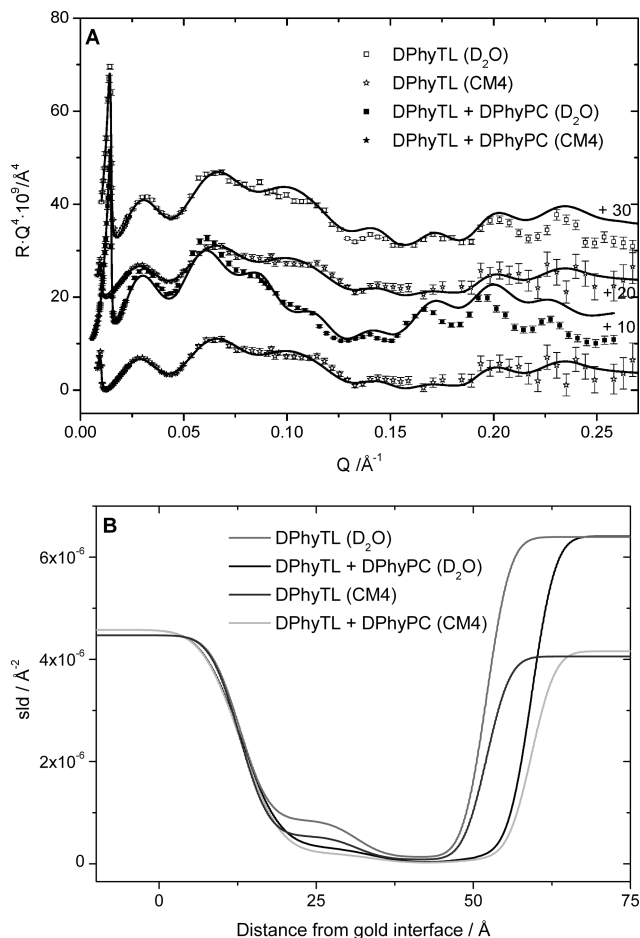 A
DPhyTL (D₂O)
DPhyTL (CM4)
DPhyTL + DPhyPC (D₂O)
DPhyTL + DPhyPC (CM4)
80
60
40
20
0
R·Q⁴·10⁹/Å⁴
+ 30
+ 20
+ 10
0.00 0.05 0.10 0.15 0.20 0.25
Q /Å⁻¹
B
DPhyTL (D₂O)
DPhyTL + DPhyPC (D₂O)
DPhyTL (CM4)
DPhyTL + DPhyPC (CM4)
6x10⁻⁶
4x10⁻⁶
2x10⁻⁶
0
sld / Å⁻²
0 25 50 75
Distance from gold interface / Å